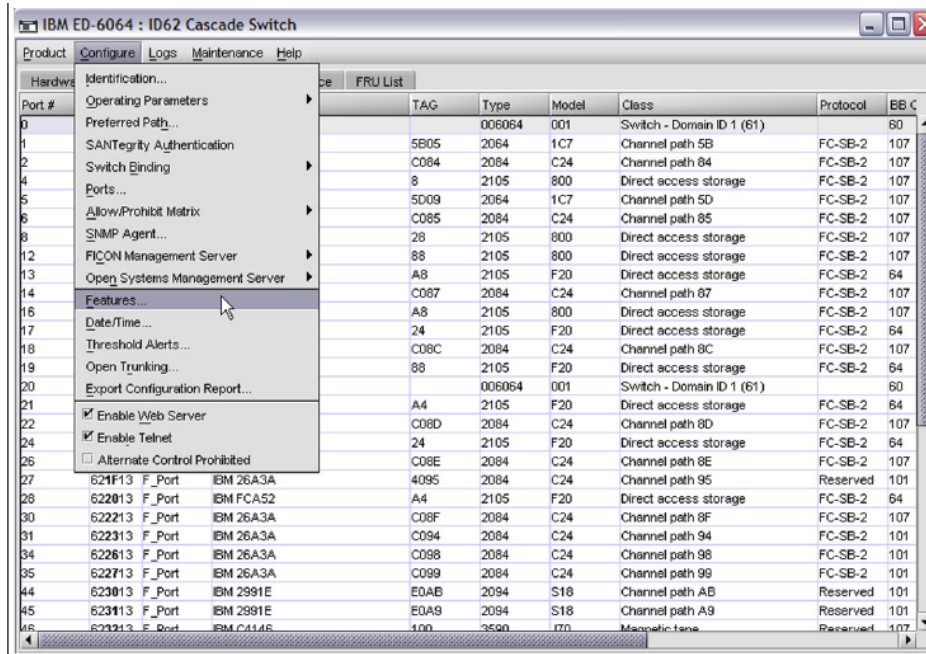 IBM ED-6064 : ID62 Cascade Switch
Product Configure Logs Maintenance Help
Hardwa ce FRU List
Port # TAG Type Model Class Protocol BB C
Identification...
Operating Parameters
Preferred Path...
SANTegrity Authentication
Switch Binding
Ports...
Allow/Prohibit Matrix
SNMP Agent...
FICON Management Server
Open Systems Management Server
Features...
Date/Time...
Threshold Alerts...
Open Trunking...
Export Configuration Report...
Enable Web Server
Enable Telnet
Alternate Control Prohibited
0 006064 001 Switch - Domain ID 1 (61) 60
1 5B05 2064 1C7 Channel path 5B FC-SB-2 107
2 C084 2084 C24 Channel path 84 FC-SB-2 107
4 8 2105 800 Direct access storage FC-SB-2 107
5 5D09 2064 1C7 Channel path 5D FC-SB-2 107
6 C085 2084 C24 Channel path 85 FC-SB-2 107
8 28 2105 800 Direct access storage FC-SB-2 107
12 88 2105 800 Direct access storage FC-SB-2 107
13 A8 2105 F20 Direct access storage FC-SB-2 64
14 C087 2084 C24 Channel path 87 FC-SB-2 107
16 A8 2105 800 Direct access storage FC-SB-2 107
17 24 2105 F20 Direct access storage FC-SB-2 64
18 C08C 2084 C24 Channel path 8C FC-SB-2 107
19 88 2105 F20 Direct access storage FC-SB-2 64
20 006064 001 Switch - Domain ID 1 (61) 60
21 A4 2105 F20 Direct access storage FC-SB-2 64
22 C08D 2084 C24 Channel path 8D FC-SB-2 107
24 24 2105 F20 Direct access storage FC-SB-2 64
26 C08E 2084 C24 Channel path 8E FC-SB-2 107
27 621F13 F_Port IBM 26A3A 4095 2084 C24 Channel path 95 Reserved 101
28 622013 F_Port IBM FCA52 A4 2105 F20 Direct access storage FC-SB-2 64
30 622213 F_Port IBM 26A3A C08F 2084 C24 Channel path 8F FC-SB-2 107
31 622313 F_Port IBM 26A3A C094 2084 C24 Channel path 94 FC-SB-2 101
34 622613 F_Port IBM 26A3A C098 2084 C24 Channel path 98 FC-SB-2 101
35 622713 F_Port IBM 26A3A C099 2084 C24 Channel path 99 FC-SB-2 101
44 623013 F_Port IBM 2991E E0AB 2094 S18 Channel path AB Reserved 101
45 623113 F_Port IBM 2991E E0A9 2094 S18 Channel path A9 Reserved 101
46 623213 F_Port IBM C4146 100 3590 J70 Magnetic tape Reserved 107